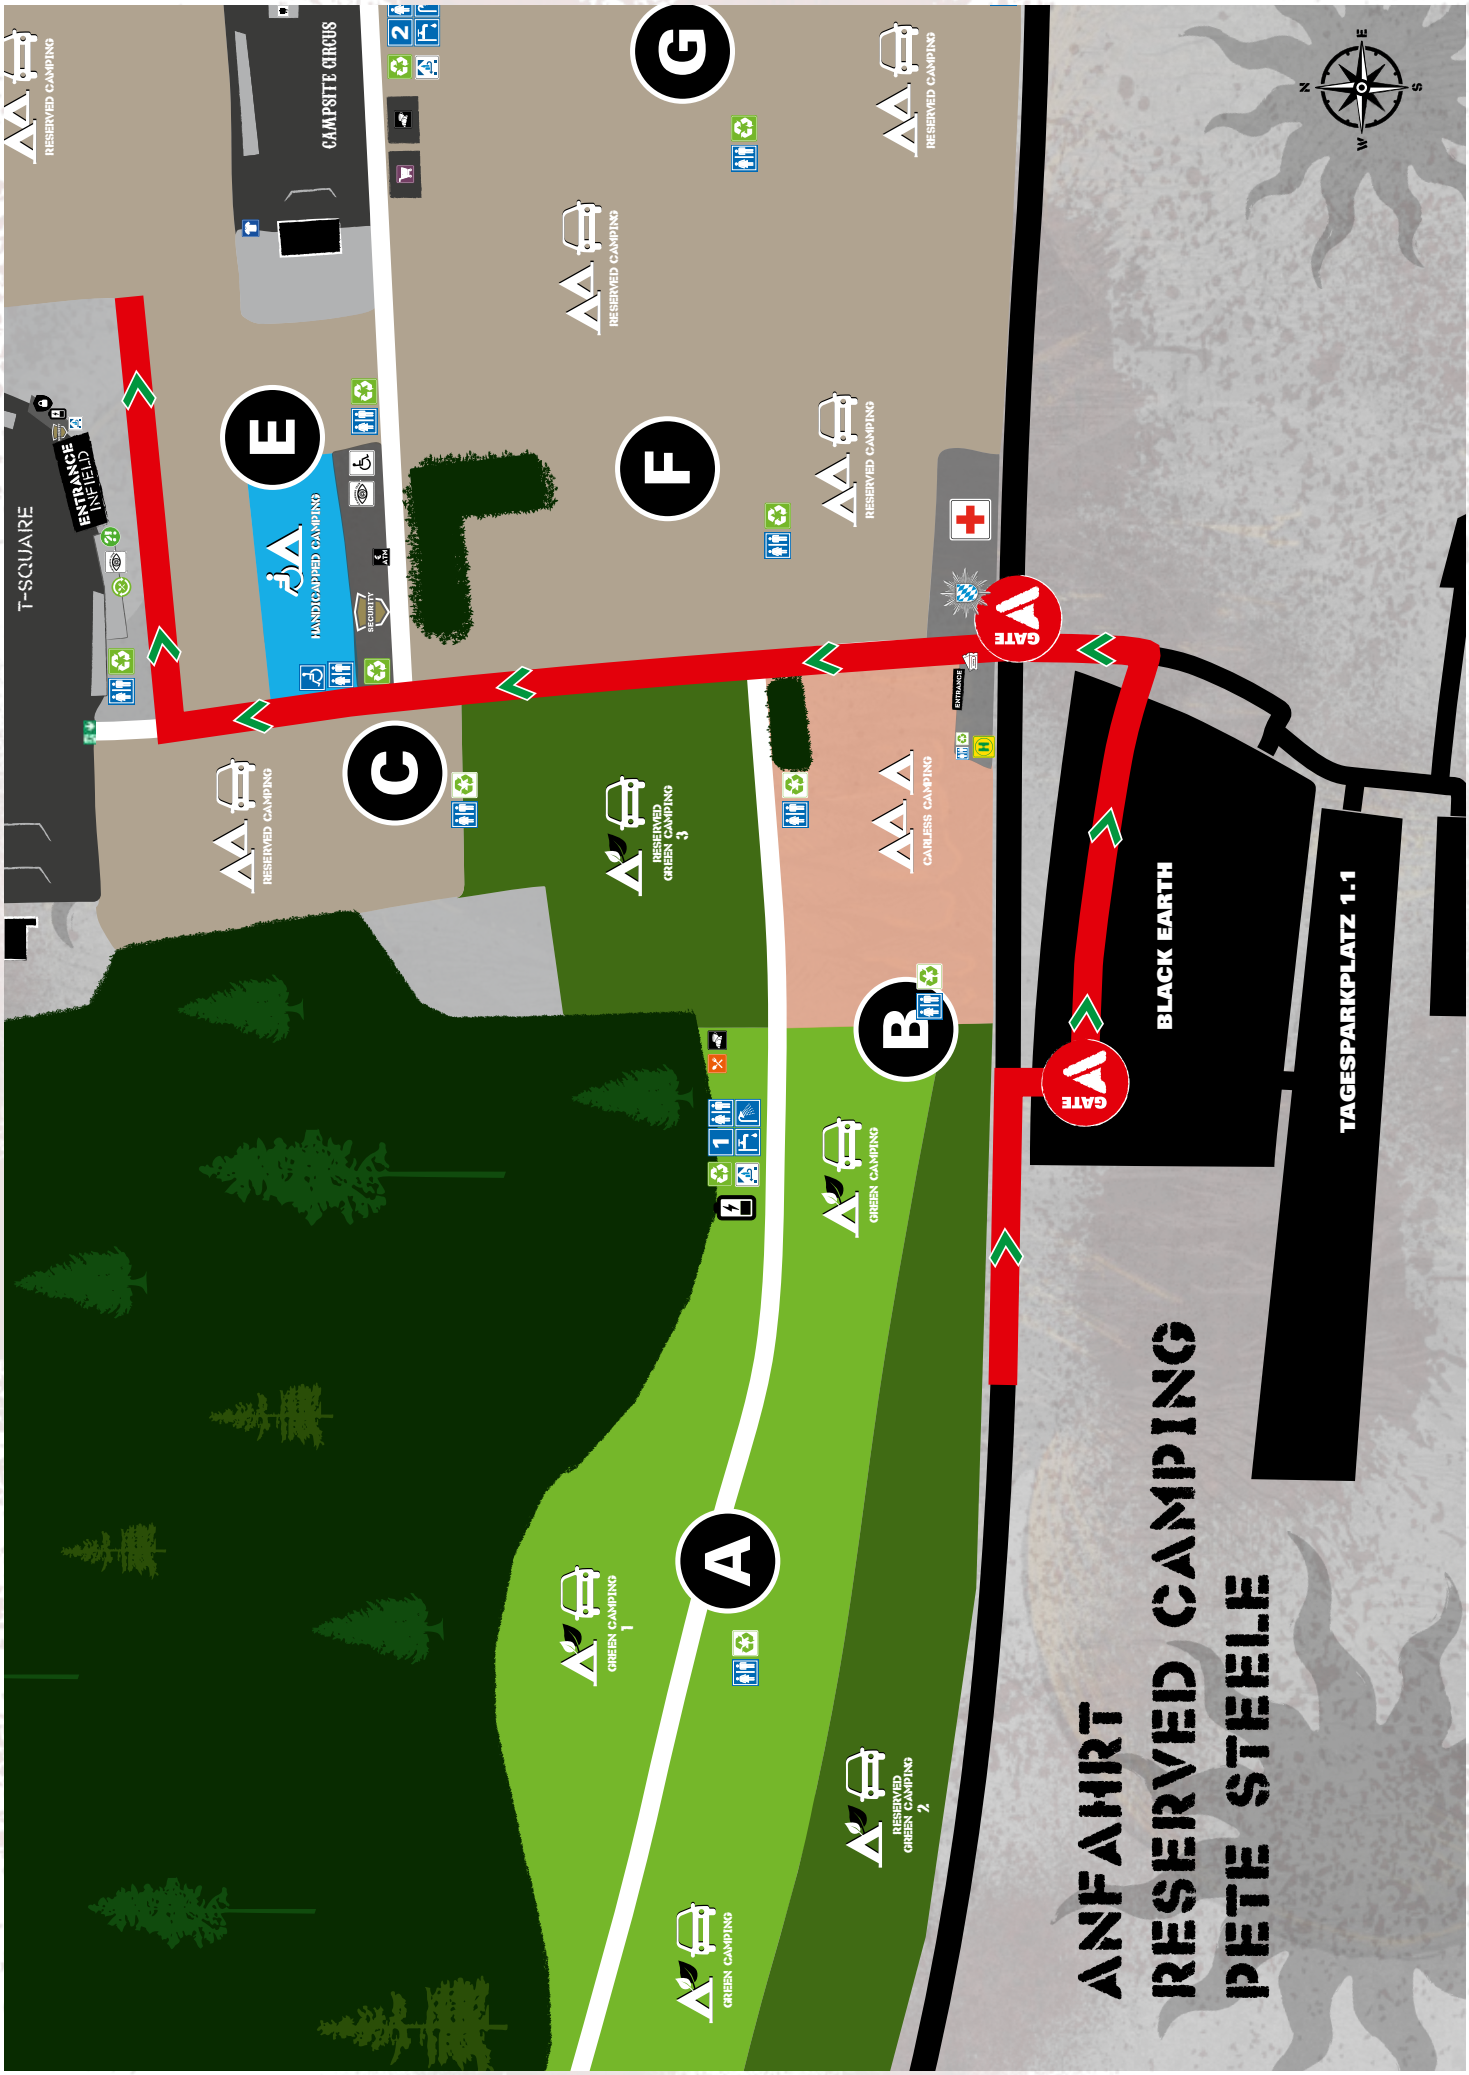 ANFAHRT
RESERVED CAMPING
PETE STEELE
T-SQUARE
ENTRANCE
INFIELD
RESERVED CAMPING
CAMPSITE CIRCUS
E
HANDICAPPED CAMPING
SECURITY
€
ATM
2
G
RESERVED CAMPING
RESERVED CAMPING
F
RESERVED CAMPING
C
RESERVED CAMPING
RESERVED
GREEN CAMPING
3
ENTRANCE
H
CARLESS CAMPING
B
GATE
A
GATE
A
BLACK EARTH
TAGESPARKPLATZ 1.1
1
GREEN CAMPING
GREEN CAMPING
1
A
RESERVED
GREEN CAMPING
2
GREEN CAMPING
N
E
S
W